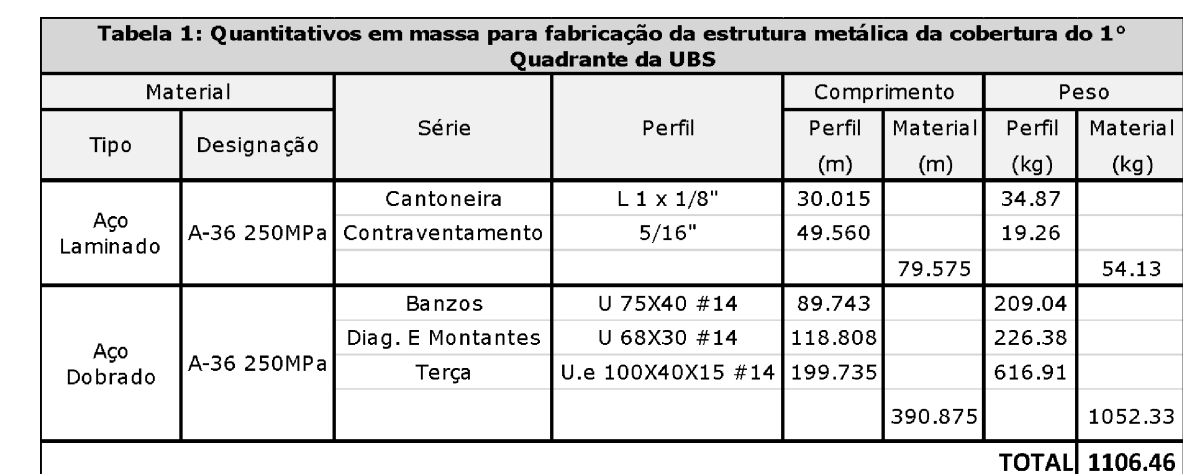 Tabela 1: Quantitativos em massa para fabricação da estrutura metálica da cobertura do 1°
Quadrante da UBS
Material Série Perfil Comprimento Peso
Tipo Designação Perfil Material Perfil Material
(m) (m) (kg) (kg)
Aço Laminado A-36 250MPa Cantoneira L 1 x 1/8" 30.015 34.87
Contraventamento 5/16" 49.560 19.26
79.575 54.13
Aço Dobrado A-36 250MPa Banzos U 75X40 #14 89.743 209.04
Diag. E Montantes U 68X30 #14 118.808 226.38
Terça U.e 100X40X15 #14 199.735 616.91
390.875 1052.33
TOTAL 1106.46